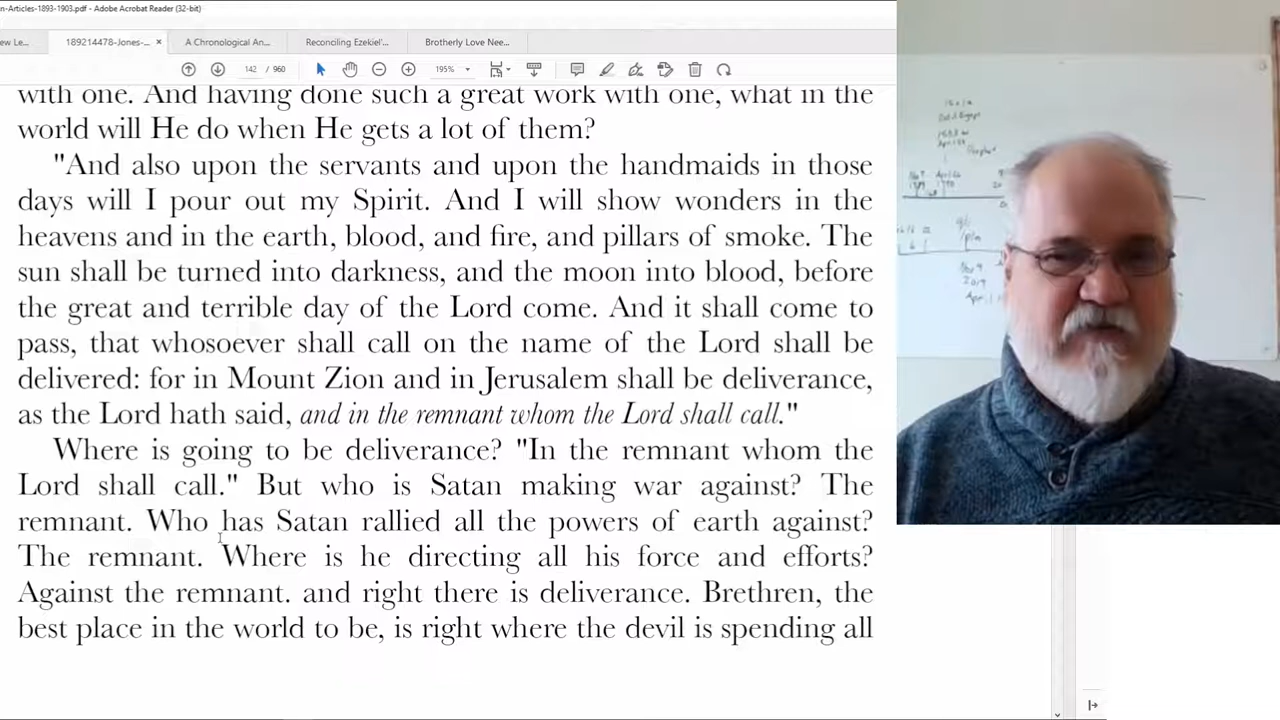 n-Articles-1893-1903.pdf - Adobe Acrobat Reader (32-bit)
ew Le...
189214478-Jones-...
×
A Chronological An...
Reconciling Ezekiel'...
Brotherly Love Nee...
142 / 960
195%
with one. And having done such a great work with one, what in the
world will He do when He gets a lot of them?
"And also upon the servants and upon the handmaids in those
days will I pour out my Spirit. And I will show wonders in the
heavens and in the earth, blood, and fire, and pillars of smoke. The
sun shall be turned into darkness, and the moon into blood, before
the great and terrible day of the Lord come. And it shall come to
pass, that whosoever shall call on the name of the Lord shall be
delivered: for in Mount Zion and in Jerusalem shall be deliverance,
as the Lord hath said, and in the remnant whom the Lord shall call."
Where is going to be deliverance? "In the remnant whom the
Lord shall call." But who is Satan making war against? The
remnant. Who has Satan rallied all the powers of earth against?
The remnant. Where is he directing all his force and efforts?
Against the remnant. and right there is deliverance. Brethren, the
best place in the world to be, is right where the devil is spending all
Nov 9
2019